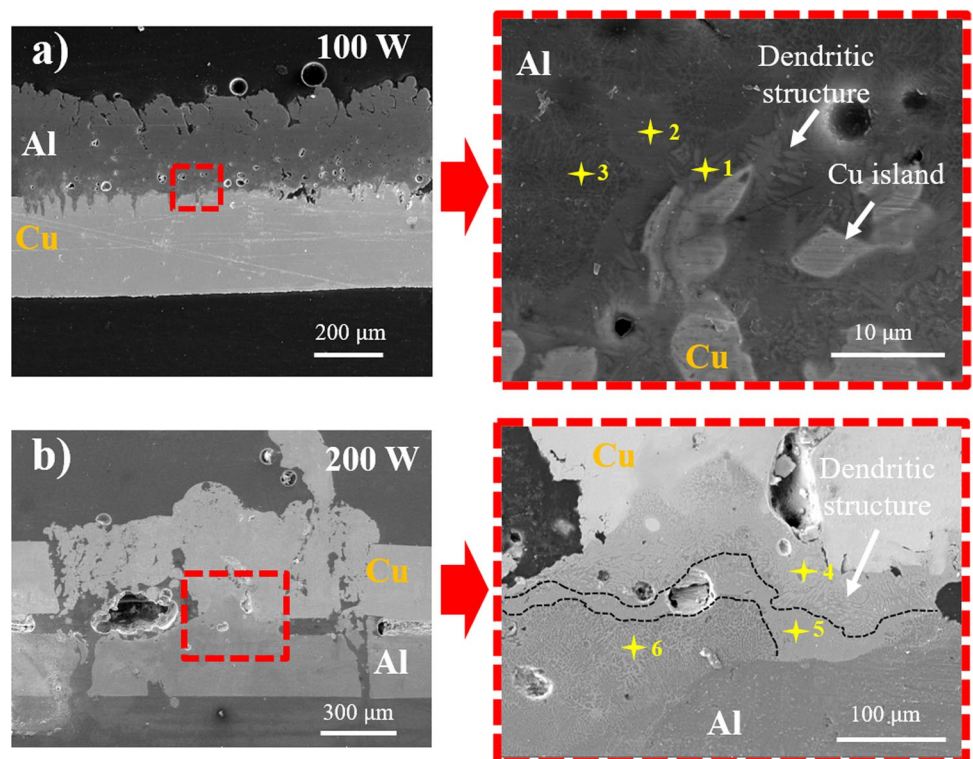 a)
100 W
Al
Cu
200 μm
Al
Dendritic
structure
2
3
1
Cu island
Cu
10 μm
b)
200 W
Cu
Al
300 μm
Cu
Dendritic
structure
4
5
6
Al
100 μm